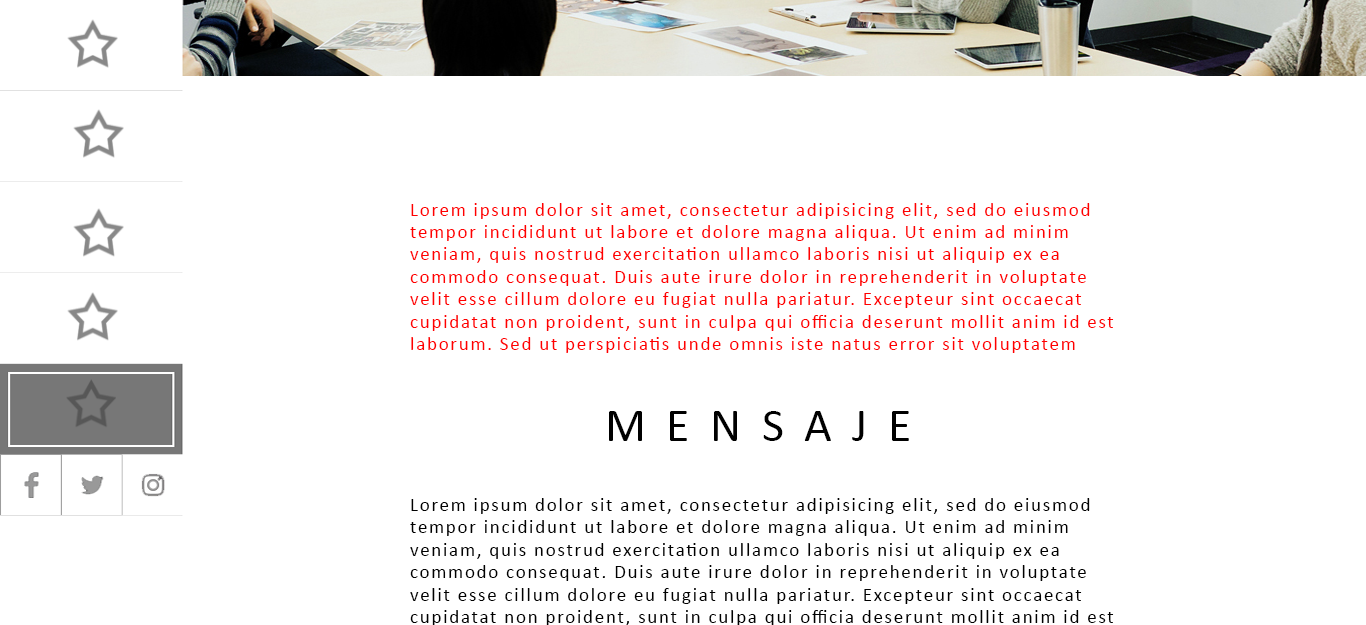 Lorem ipsum dolor sit amet, consectetur adipisicing elit, sed do eiusmod
tempor incididunt ut labore et dolore magna aliqua. Ut enim ad minim
veniam, quis nostrud exercitation ullamco laboris nisi ut aliquip ex ea
commodo consequat. Duis aute irure dolor in reprehenderit in voluptate
velit esse cillum dolore eu fugiat nulla pariatur. Excepteur sint occaecat
cupidatat non proident, sunt in culpa qui officia deserunt mollit anim id est
laborum. Sed ut perspiciatis unde omnis iste natus error sit voluptatem
MENSAJE
Lorem ipsum dolor sit amet, consectetur adipisicing elit, sed do eiusmod
tempor incididunt ut labore et dolore magna aliqua. Ut enim ad minim
veniam, quis nostrud exercitation ullamco laboris nisi ut aliquip ex ea
commodo consequat. Duis aute irure dolor in reprehenderit in voluptate
velit esse cillum dolore eu fugiat nulla pariatur. Excepteur sint occaecat
cupidatat non proident, sunt in culpa qui officia deserunt mollit anim id est